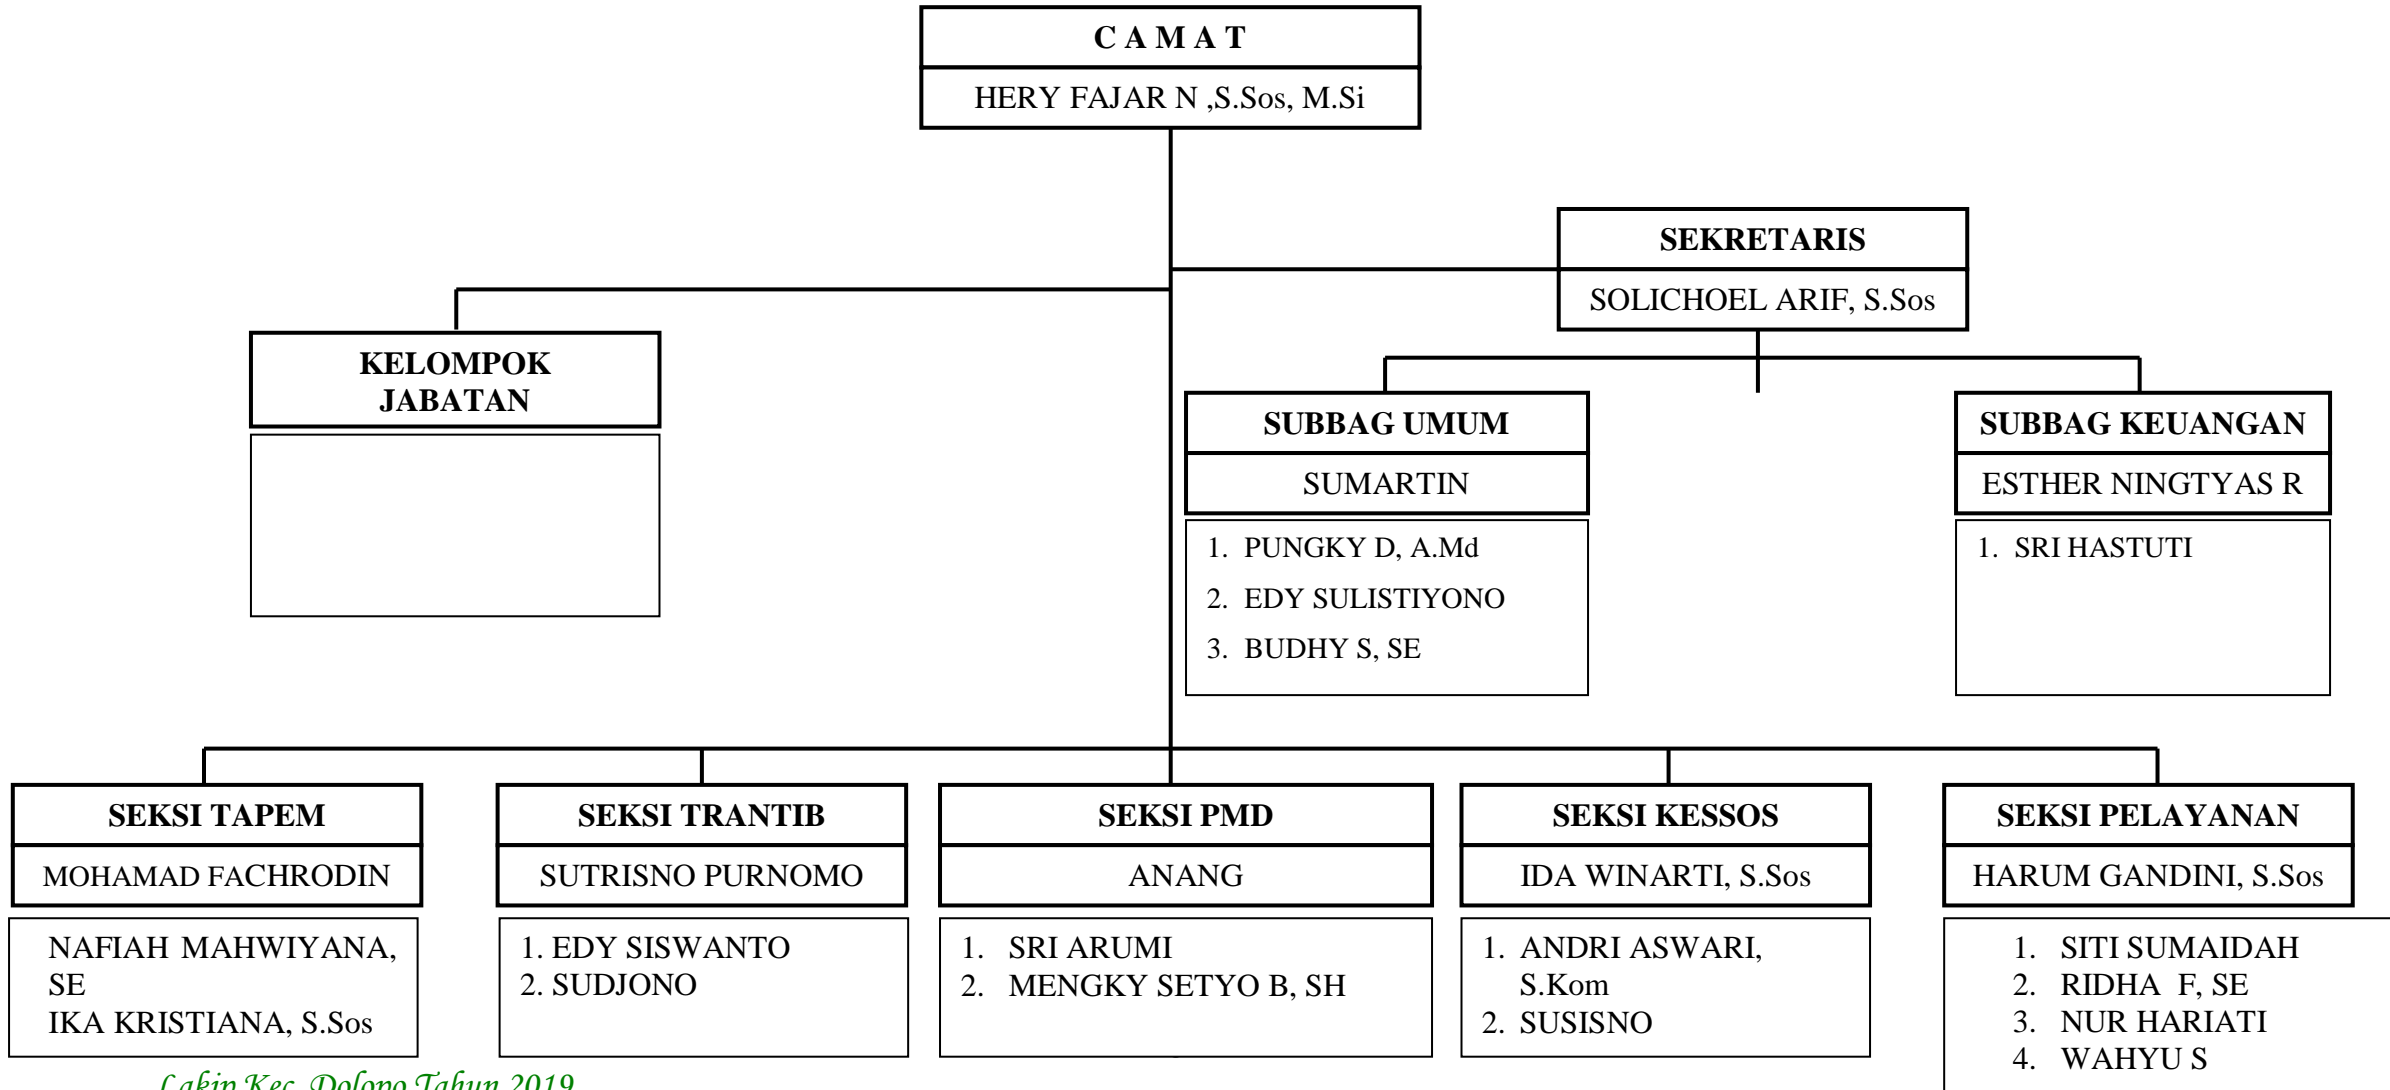 C A M A T
HERY FAJAR N ,S.Sos, M.Si
SEKRETARIS
SOLICHOEL ARIF, S.Sos
KELOMPOK
JABATAN
SUBBAG UMUM
SUMARTIN
1. PUNGKY D, A.Md
2. EDY SULISTIYONO
3. BUDHY S, SE
SUBBAG KEUANGAN
ESTHER NINGTYAS R
1. SRI HASTUTI
SEKSI TAPEM
MOHAMAD FACHRODIN
NAFIAH MAHWIYANA,
SE
IKA KRISTIANA, S.Sos
SEKSI TRANTIB
SUTRISNO PURNOMO
1. EDY SISWANTO
2. SUDJONO
SEKSI PMD
ANANG
1. SRI ARUMI
2. MENGKY SETYO B, SH
SEKSI KESSOS
IDA WINARTI, S.Sos
1. ANDRI ASWARI,
S.Kom
2. SUSISNO
SEKSI PELAYANAN
HARUM GANDINI, S.Sos
1. SITI SUMAIDAH
2. RIDHA F, SE
3. NUR HARIATI
4. WAHYU S
Lakip Kec. Dolopo Tahun 2019